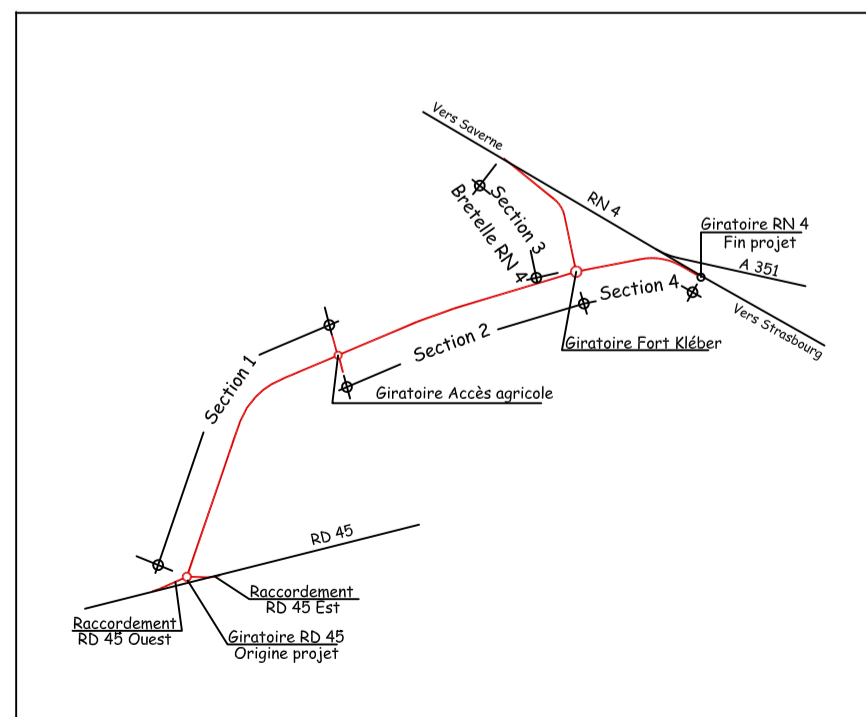 Vers Saverne
RN 4
Section 3
Bretelle RN 4
Giratoire RN 4
Fin projet
A 351
Section 4
Vers Strasbourg
Giratoire Fort Kléber
Section 2
Section 1
Giratoire Accès agricole
RD 45
Raccordement
RD 45 Est
Raccordement
RD 45 Ouest
Giratoire RD 45
Origine projet